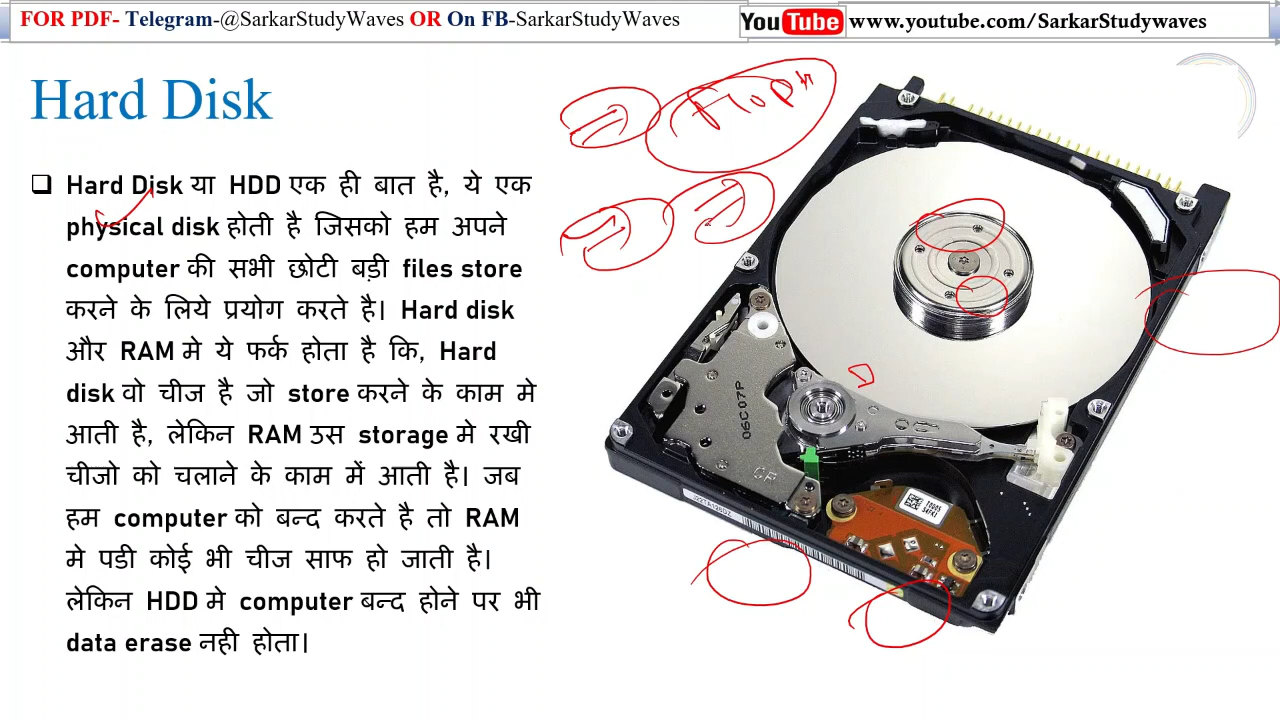 FOR PDF- Telegram-@SarkarStudyWaves OR On FB-SarkarStudyWaves
YouTube www.youtube.com/SarkarStudywaves
Hard Disk
Hard Disk या HDD एक ही बात है, ये एक
physical disk होती है जिसको हम अपने
computer की सभी छोटी बड़ी files store
करने के लिये प्रयोग करते है। Hard disk
और RAM मे ये फर्क होता है कि, Hard
disk वो चीज है जो store करने के काम मे
आती है, लेकिन RAM उस storage मे रखी
चीजो को चलाने के काम में आती है। जब
हम computer को बन्द करते है तो RAM
मे पडी कोई भी चीज साफ हो जाती है।
लेकिन HDD मे computer बन्द होने पर भी
data erase नही होता।
06C07P
CF